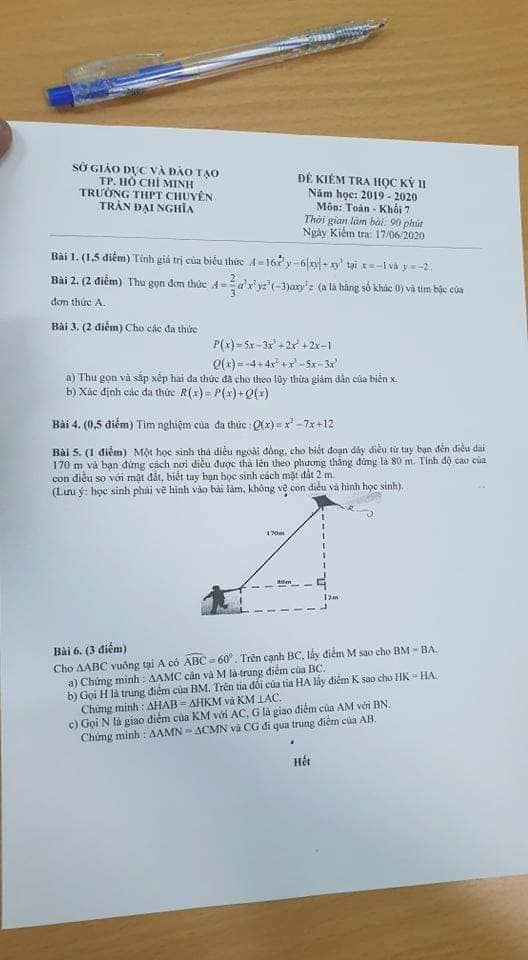 SỞ GIÁO DỤC VÀ ĐÀO TẠO
TP. HỒ CHÍ MINH
TRƯỜNG THPT CHUYÊN
TRẦN ĐẠI NGHĨA
ĐỀ KIỂM TRA HỌC KỲ II
Năm học: 2019 - 2020
Môn: Toán - Khối 7
Thời gian làm bài: 90 phút
Ngày Kiểm tra: 17/06/2020
Bài 1. (1,5 điểm) Tính giá trị của biểu thức A = 16x²y − 6|xy| + xy³ tại x = −1 và y = −2.
Bài 2. (2 điểm) Thu gọn đơn thức A = 2/3 a³x²yz³(−3)axy²z (a là hằng số khác 0) và tìm bậc của
đơn thức A.
Bài 3. (2 điểm) Cho các đa thức
P(x) = 5x − 3x³ + 2x² + 2x − 1
Q(x) = −4 + 4x² + x³ − 5x − 3x³
a) Thu gọn và sắp xếp hai đa thức đã cho theo lũy thừa giảm dần của biến x.
b) Xác định các đa thức R(x) = P(x) + Q(x)
Bài 4. (0,5 điểm) Tìm nghiệm của đa thức : Q(x) = x² − 7x + 12
Bài 5. (1 điểm) Một học sinh thả diều ngoài đồng, cho biết đoạn dây diều từ tay bạn đến diều dài
170 m và bạn đứng cách nơi diều được thả lên theo phương thẳng đứng là 80 m. Tính độ cao của
con diều so với mặt đất, biết tay bạn học sinh cách mặt đất 2 m.
(Lưu ý: học sinh phải vẽ hình vào bài làm, không vẽ con diều và hình học sinh).
170m
80m
2m
Bài 6. (3 điểm)
Cho ΔABC vuông tại A có ABC = 60°. Trên cạnh BC, lấy điểm M sao cho BM = BA.
a) Chứng minh : ΔAMC cân và M là trung điểm của BC.
b) Gọi H là trung điểm của BM. Trên tia đối của tia HA lấy điểm K sao cho HK = HA.
Chứng minh : ΔHAB = ΔHKM và KM ⊥AC.
c) Gọi N là giao điểm của KM với AC, G là giao điểm của AM với BN.
Chứng minh : ΔAMN = ΔCMN và CG đi qua trung điểm của AB.
Hết